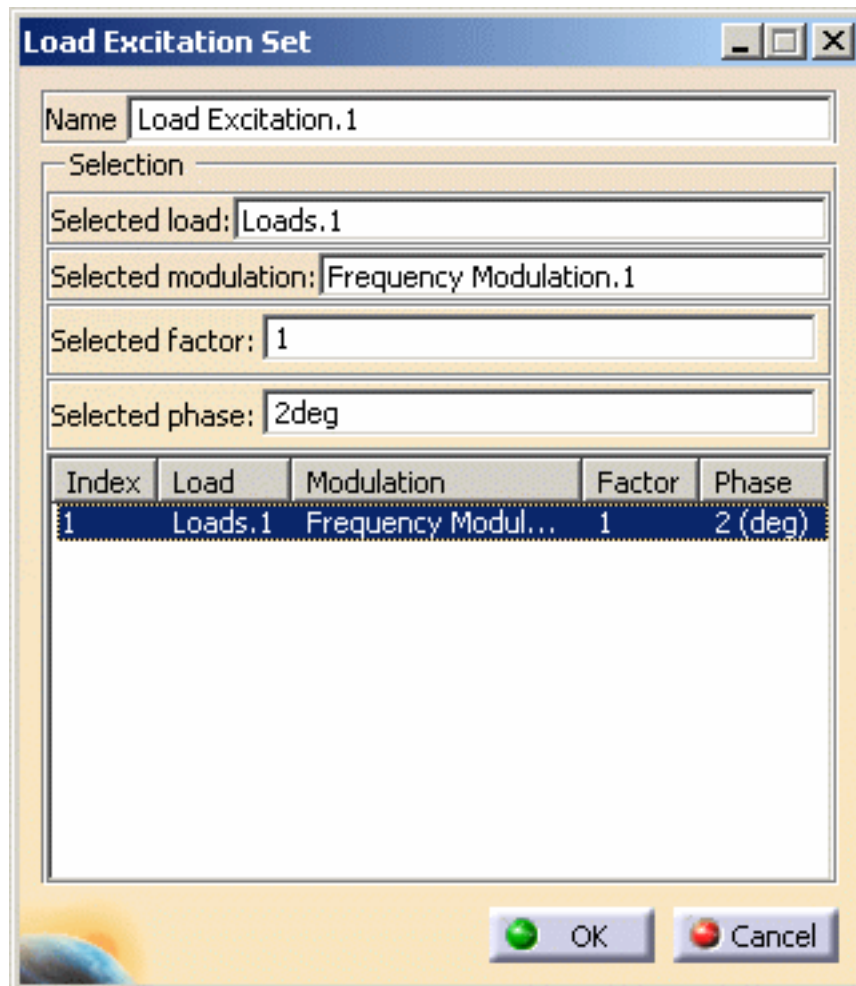 Load Excitation Set
Name Load Excitation.1
Selection
Selected load: Loads.1
Selected modulation: Frequency Modulation.1
Selected factor: 1
Selected phase: 2deg
Index Load Modulation Factor Phase
1 Loads.1 Frequency Modul... 1 2 (deg)
OK Cancel